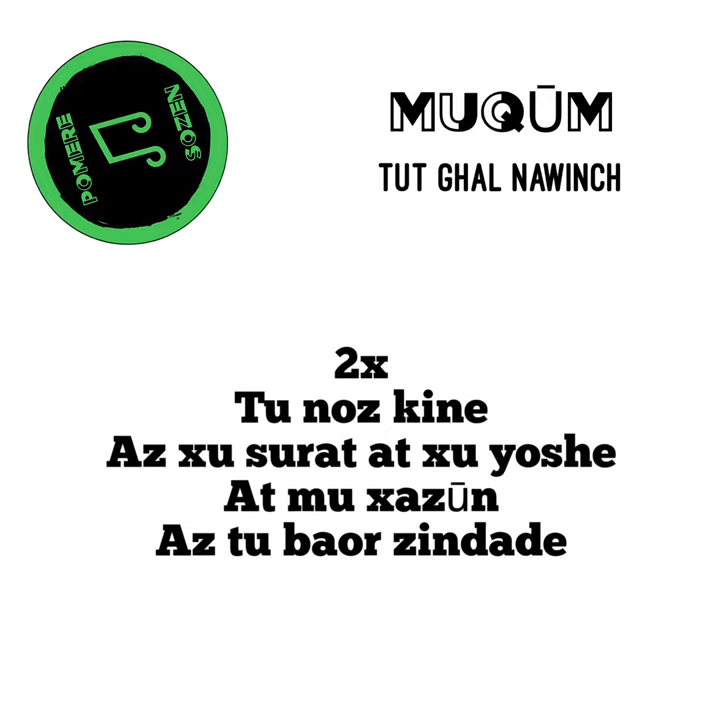 POMERE
SOZEN
MUQŪM
TUT GHAL NAWINCH
2x
Tu noz kine
Az xu surat at xu yoshe
At mu xazūn
Az tu baor zindade